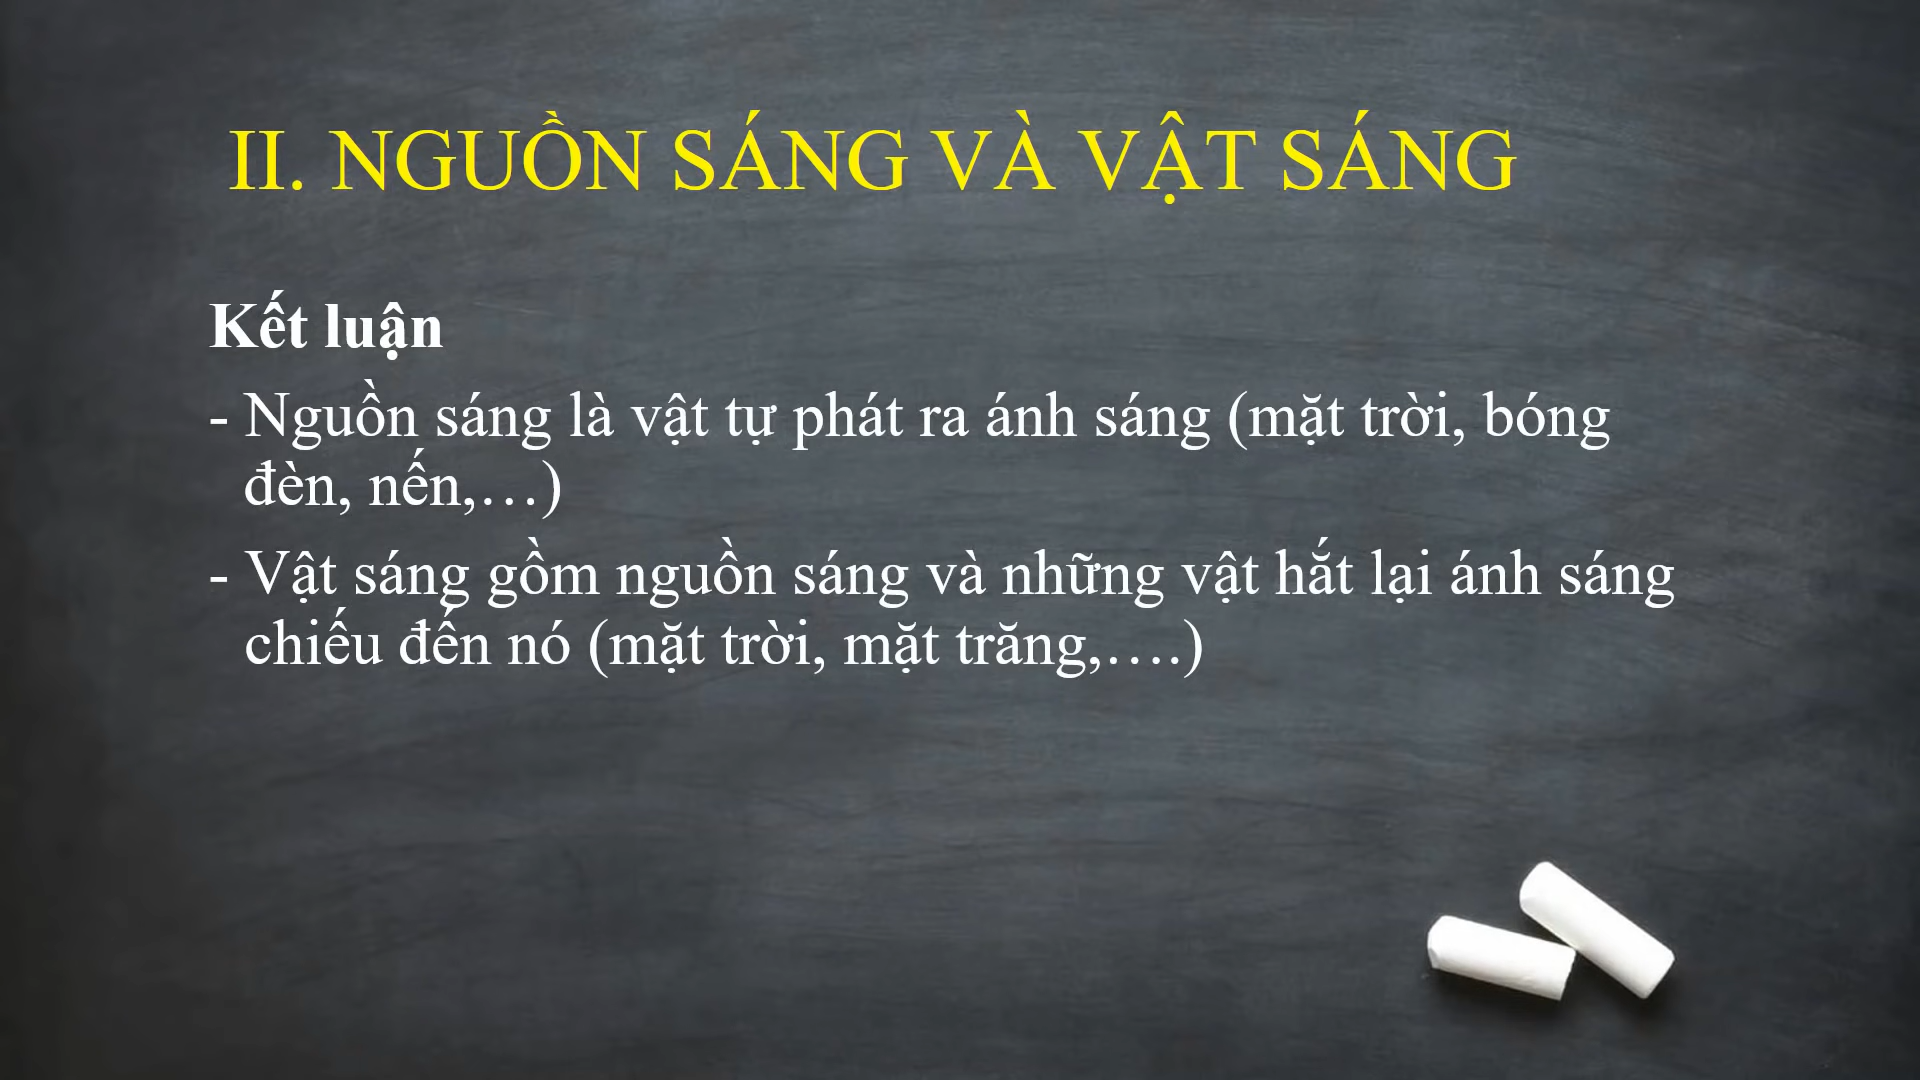 II. NGUỒN SÁNG VÀ VẬT SÁNG
Kết luận
- Nguồn sáng là vật tự phát ra ánh sáng (mặt trời, bóng
đèn, nến,…)
- Vật sáng gồm nguồn sáng và những vật hắt lại ánh sáng
chiếu đến nó (mặt trời, mặt trăng,….)